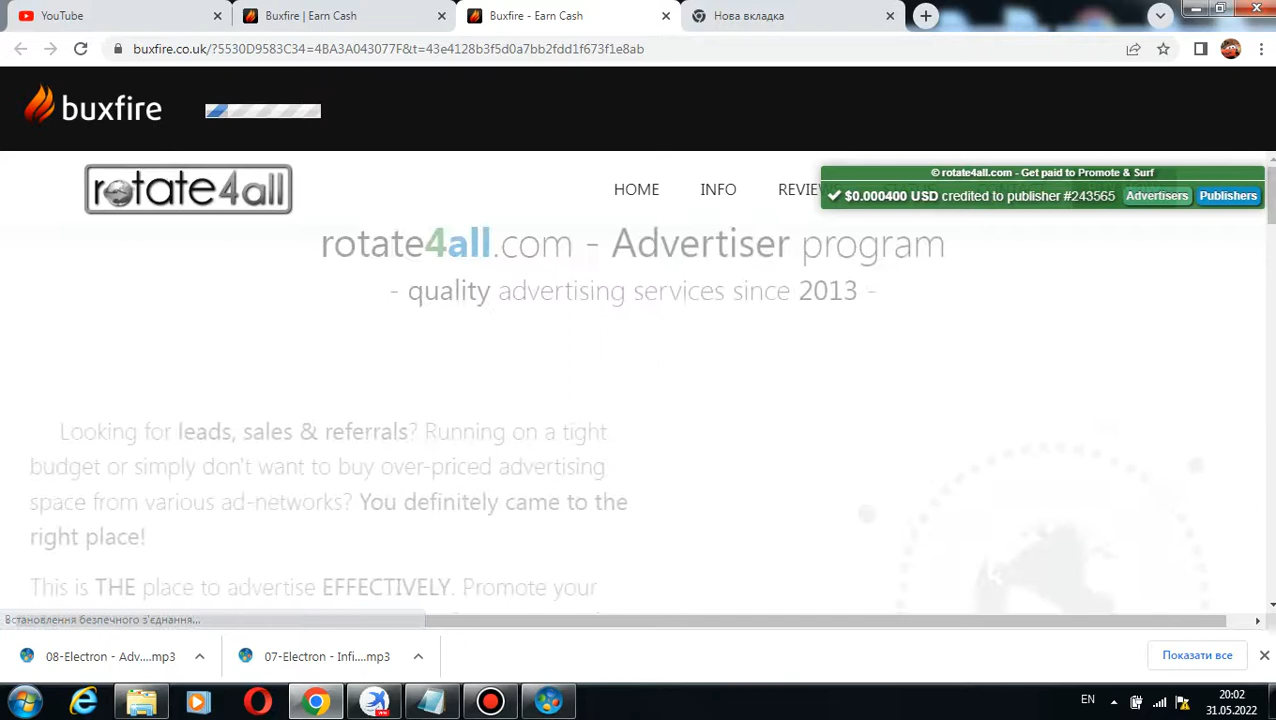 YouTube
Buxfire | Earn Cash
Buxfire - Earn Cash
Нова вкладка
buxfire.co.uk/?5530D9583C34=4BA3A043077F&t=43e4128b3f5d0a7bb2fdd1f673f1e8ab
buxfire
rotate4all
HOME
INFO
REVIEWS
© rotate4all.com - Get paid to Promote & Surf
$0.000400 USD credited to publisher #243565
Advertisers
Publishers
rotate4all.com - Advertiser program
- quality advertising services since 2013 -
Looking for leads, sales & referrals? Running on a tight
budget or simply don't want to buy over-priced advertising
space from various ad-networks? You definitely came to the
right place!
This is THE place to advertise EFFECTIVELY. Promote your
Встановлення безпечного з'єднання...
08-Electron - Adv....mp3
07-Electron - Infi....mp3
Показати все
EN
20:02
31.05.2022